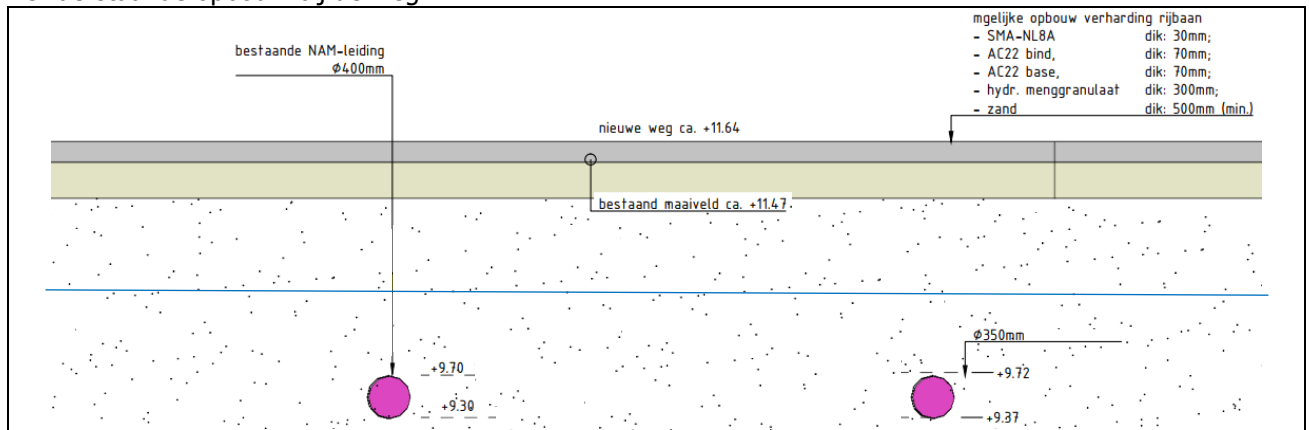 bestaande NAM-leiding
Ø400mm
mgelijke opbouw verharding rijbaan
- SMA-NL8A dik: 30mm;
- AC22 bind, dik: 70mm;
- AC22 base, dik: 70mm;
- hydr. menggranulaat dik: 300mm;
- zand dik: 500mm (min.)
nieuwe weg ca. +11.64
bestaand maaiveld ca. +11.47
Ø350mm
+9.70
+9.72
+9.30
+9.37